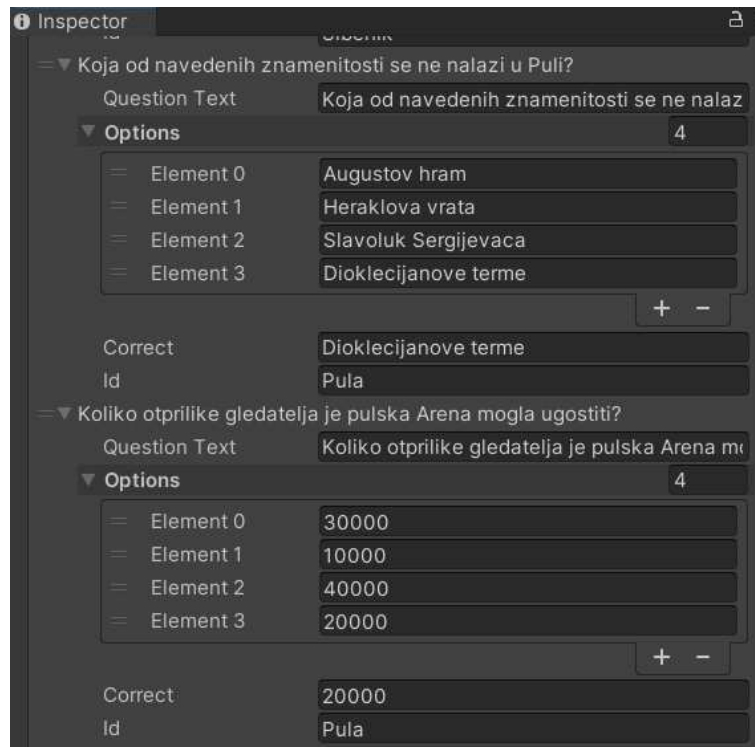 Inspector
Id Šibenik
Koja od navedenih znamenitosti se ne nalazi u Puli?
Question Text Koja od navedenih znamenitosti se ne nalaz
Options 4
Element 0 Augustov hram
Element 1 Heraklova vrata
Element 2 Slavoluk Sergijevaca
Element 3 Dioklecijanove terme
+ -
Correct Dioklecijanove terme
Id Pula
Koliko otprilike gledatelja je pulska Arena mogla ugostiti?
Question Text Koliko otprilike gledatelja je pulska Arena mo
Options 4
Element 0 30000
Element 1 10000
Element 2 40000
Element 3 20000
+ -
Correct 20000
Id Pula